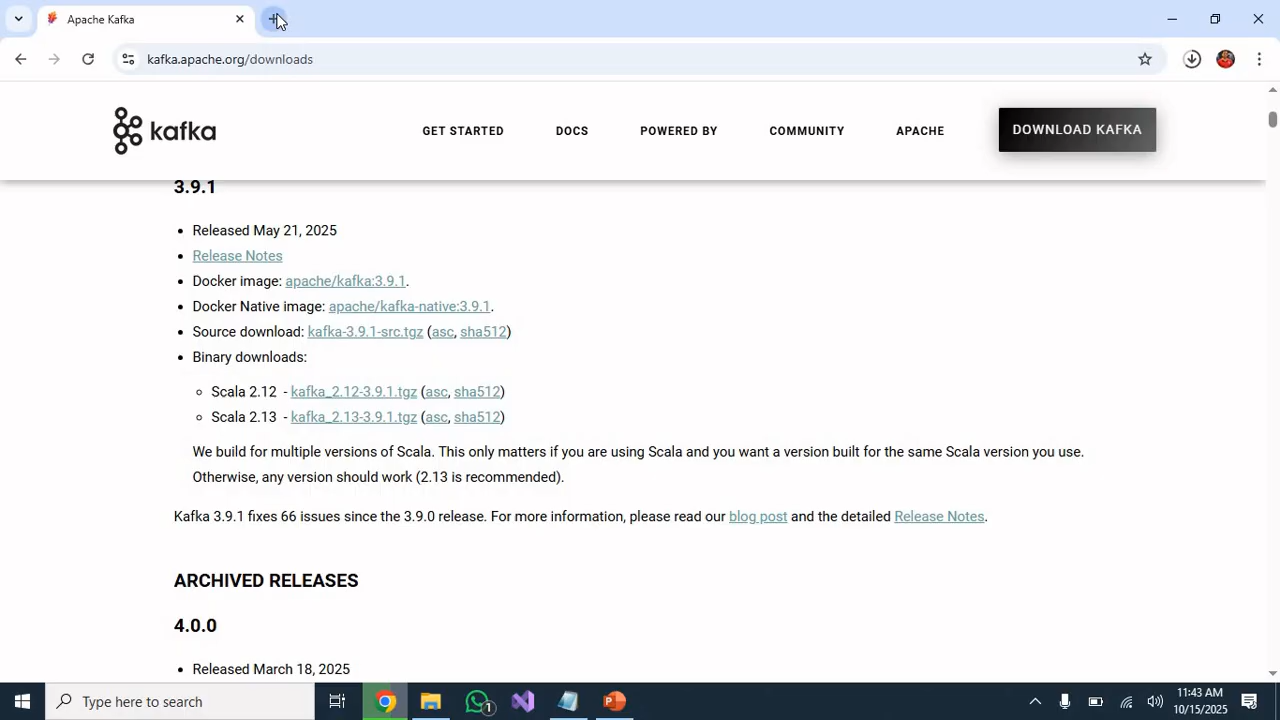 Apache Kafka
kafka.apache.org/downloads
kafka
GET STARTED DOCS POWERED BY COMMUNITY APACHE DOWNLOAD KAFKA
3.9.1
Released May 21, 2025
Release Notes
Docker image: apache/kafka:3.9.1.
Docker Native image: apache/kafka-native:3.9.1.
Source download: kafka-3.9.1-src.tgz (asc, sha512)
Binary downloads:
Scala 2.12 - kafka_2.12-3.9.1.tgz (asc, sha512)
Scala 2.13 - kafka_2.13-3.9.1.tgz (asc, sha512)
We build for multiple versions of Scala. This only matters if you are using Scala and you want a version built for the same Scala version you use.
Otherwise, any version should work (2.13 is recommended).
Kafka 3.9.1 fixes 66 issues since the 3.9.0 release. For more information, please read our blog post and the detailed Release Notes.
ARCHIVED RELEASES
4.0.0
Released March 18, 2025
Type here to search
1
11:43 AM
10/15/2025